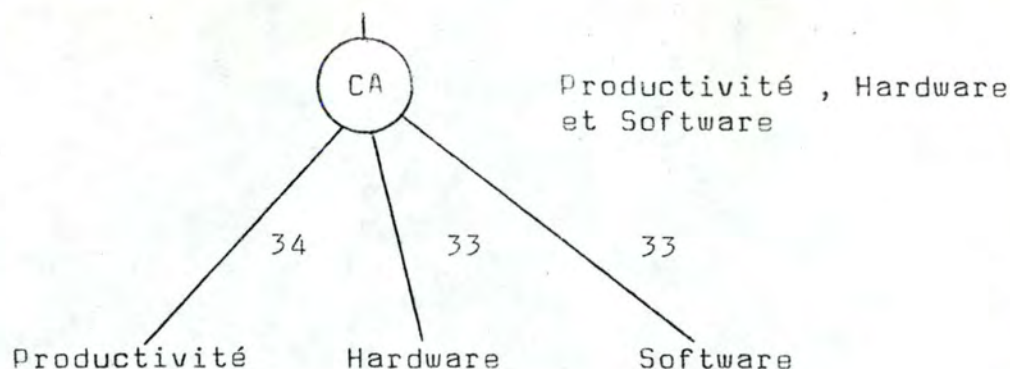 CA
Productivité , Hardware
et Software
34 33 33
Productivité Hardware Software